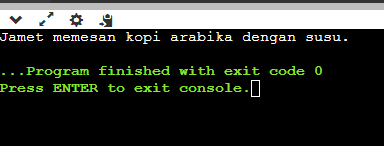 Jamet memesan kopi arabika dengan susu.
...Program finished with exit code 0
Press ENTER to exit console.